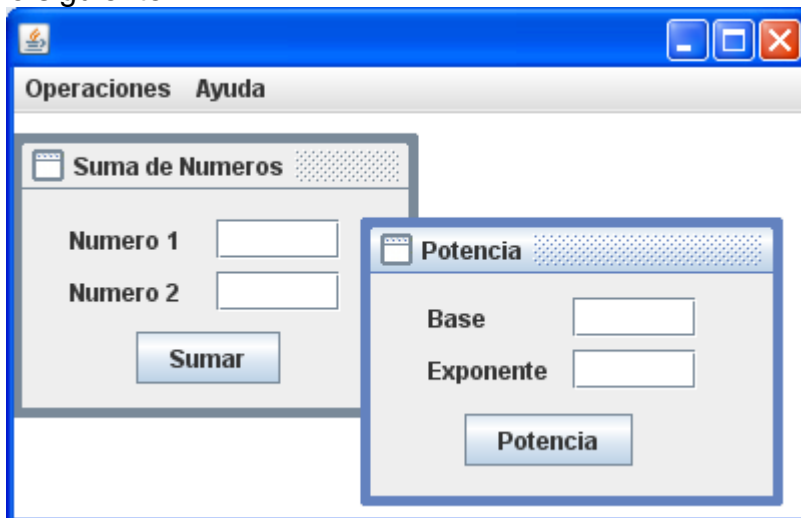 Operaciones Ayuda
Suma de Numeros
Numero 1
Numero 2
Sumar
Potencia
Base
Exponente
Potencia